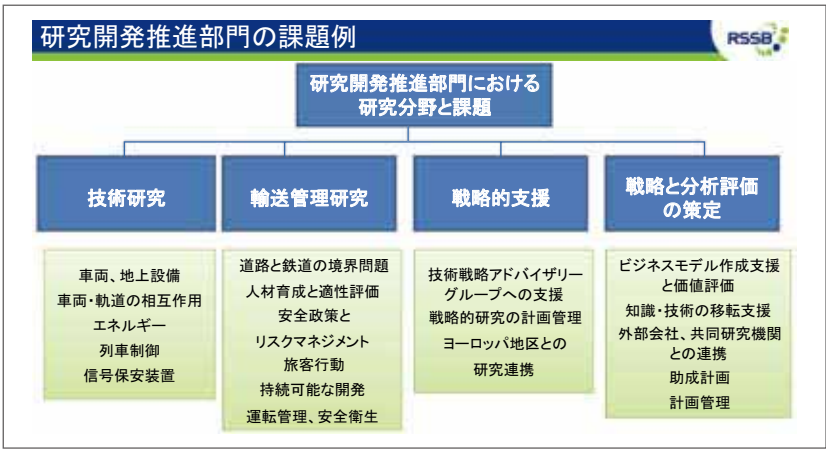 研究開発推進部門の課題例
RSSB
研究開発推進部門における
研究分野と課題
技術研究
車両、地上設備
車両・軌道の相互作用
エネルギー
列車制御
信号保安装置
輸送管理研究
道路と鉄道の境界問題
人材育成と適性評価
安全政策と
リスクマネジメント
旅客行動
持続可能な開発
運転管理、安全衛生
戦略的支援
技術戦略アドバイザリー
グループへの支援
戦略的研究の計画管理
ヨーロッパ地区との
研究連携
戦略と分析評価
の策定
ビジネスモデル作成支援
と価値評価
知識・技術の移転支援
外部会社、共同研究機関
との連携
助成計画
計画管理